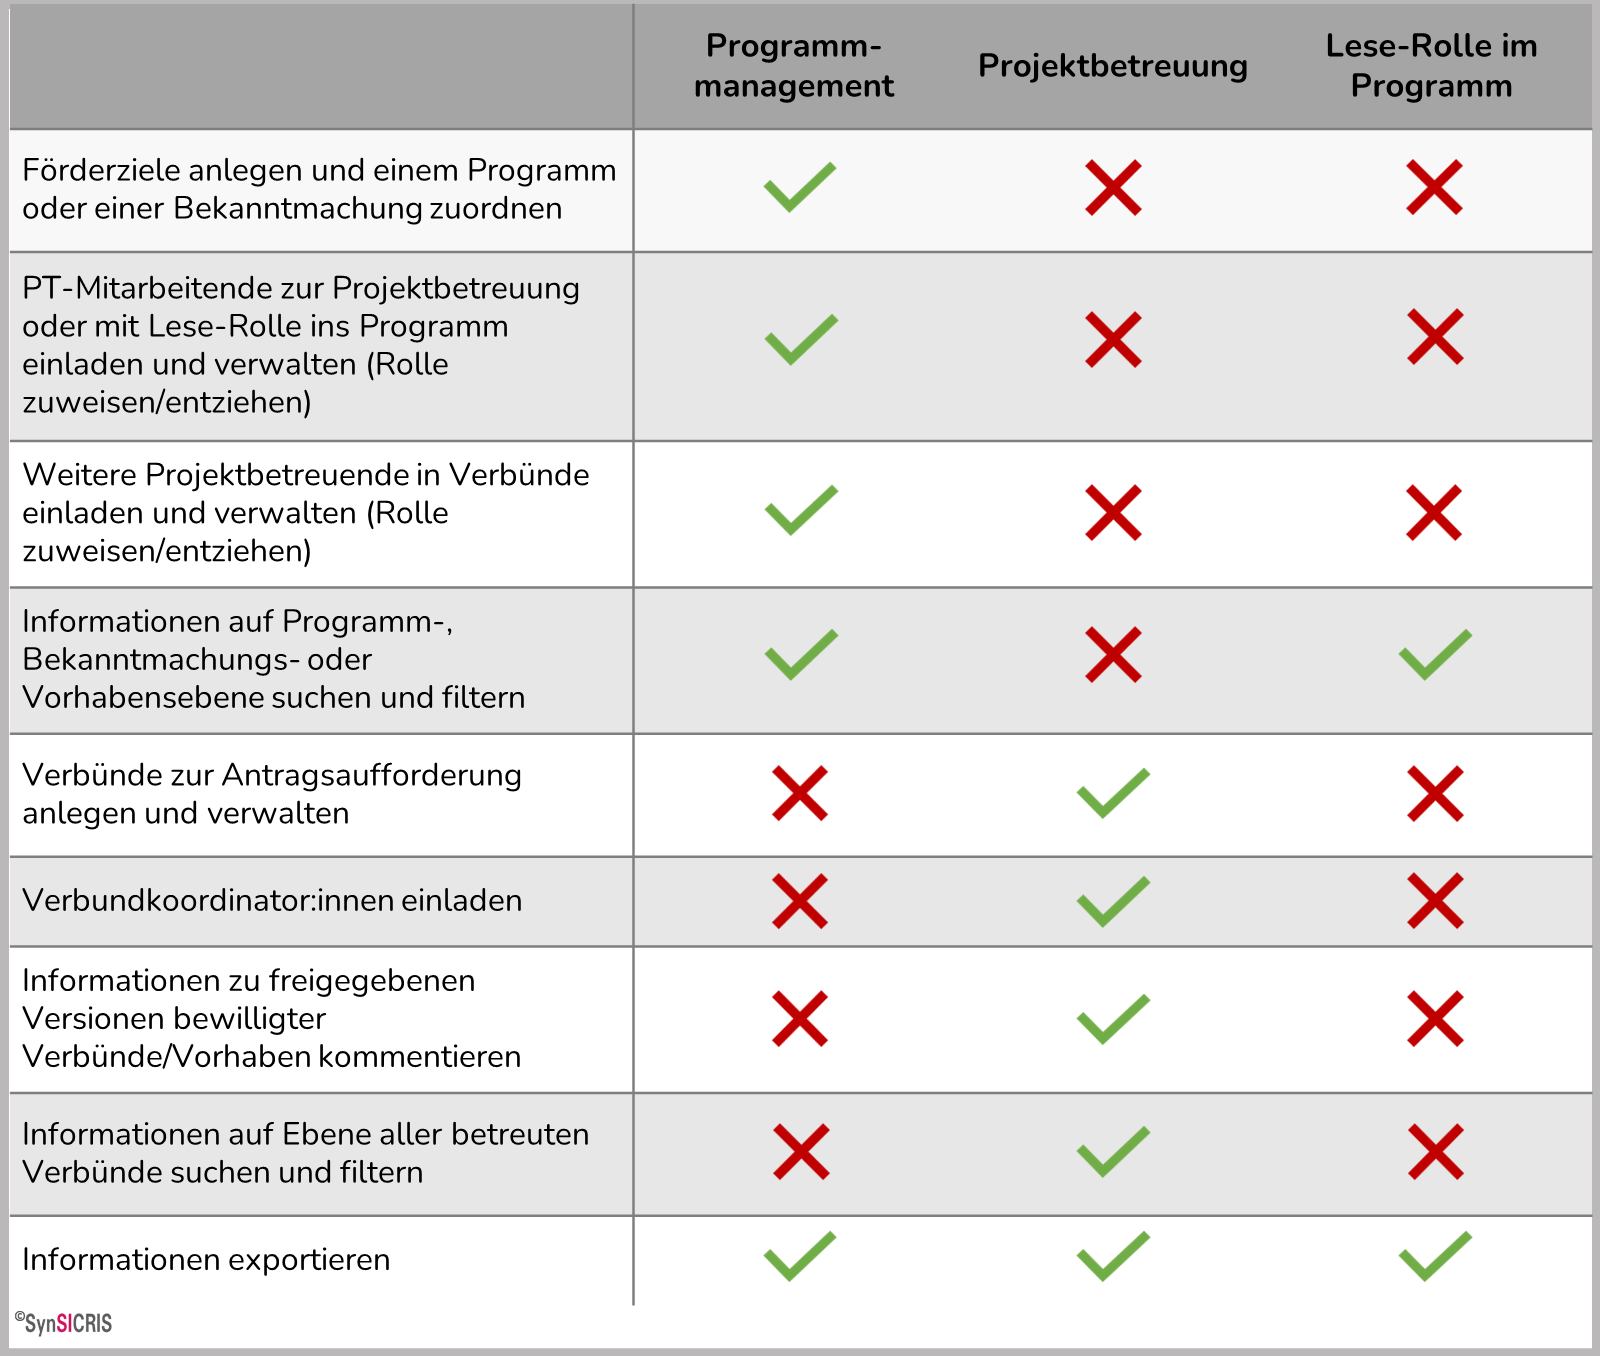 Programm-
management
Projektbetreuung
Lese-Rolle im
Programm
Förderziele anlegen und einem Programm
oder einer Bekanntmachung zuordnen
PT-Mitarbeitende zur Projektbetreuung
oder mit Lese-Rolle ins Programm
einladen und verwalten (Rolle
zuweisen/entziehen)
Weitere Projektbetreuende in Verbünde
einladen und verwalten (Rolle
zuweisen/entziehen)
Informationen auf Programm-,
Bekanntmachungs- oder
Vorhabensebene suchen und filtern
Verbünde zur Antragsaufforderung
anlegen und verwalten
Verbundkoordinator:innen einladen
Informationen zu freigegebenen
Versionen bewilligter
Verbünde/Vorhaben kommentieren
Informationen auf Ebene aller betreuten
Verbünde suchen und filtern
Informationen exportieren
©SynSICRIS